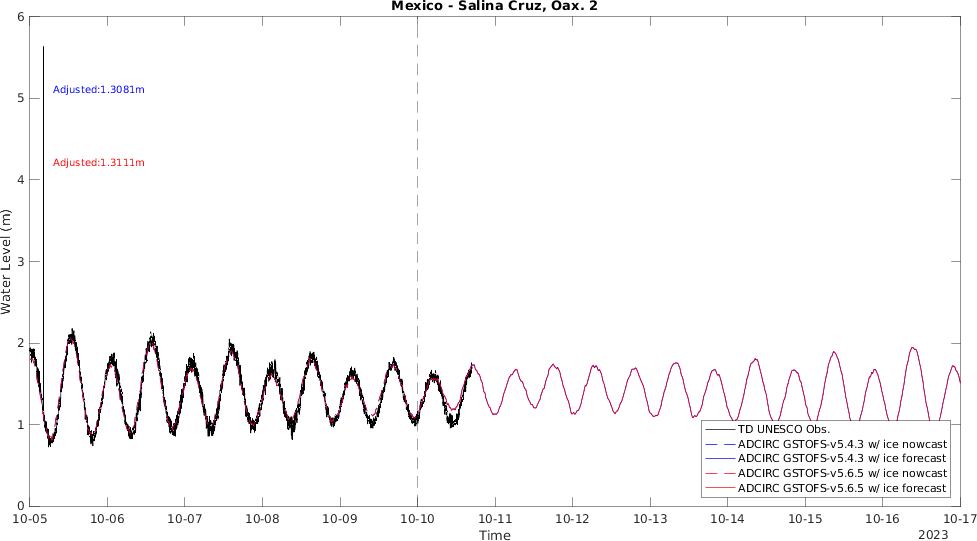 Mexico - Salina Cruz, Oax. 2
6
5
4
3
2
1
0
Water Level (m)
Adjusted:1.3081m
Adjusted:1.3111m
TD UNESCO Obs.
ADCIRC GSTOFS-v5.4.3 w/ ice nowcast
ADCIRC GSTOFS-v5.4.3 w/ ice forecast
ADCIRC GSTOFS-v5.6.5 w/ ice nowcast
ADCIRC GSTOFS-v5.6.5 w/ ice forecast
10-05 10-06 10-07 10-08 10-09 10-10 10-11 10-12 10-13 10-14 10-15 10-16 10-17
Time
2023